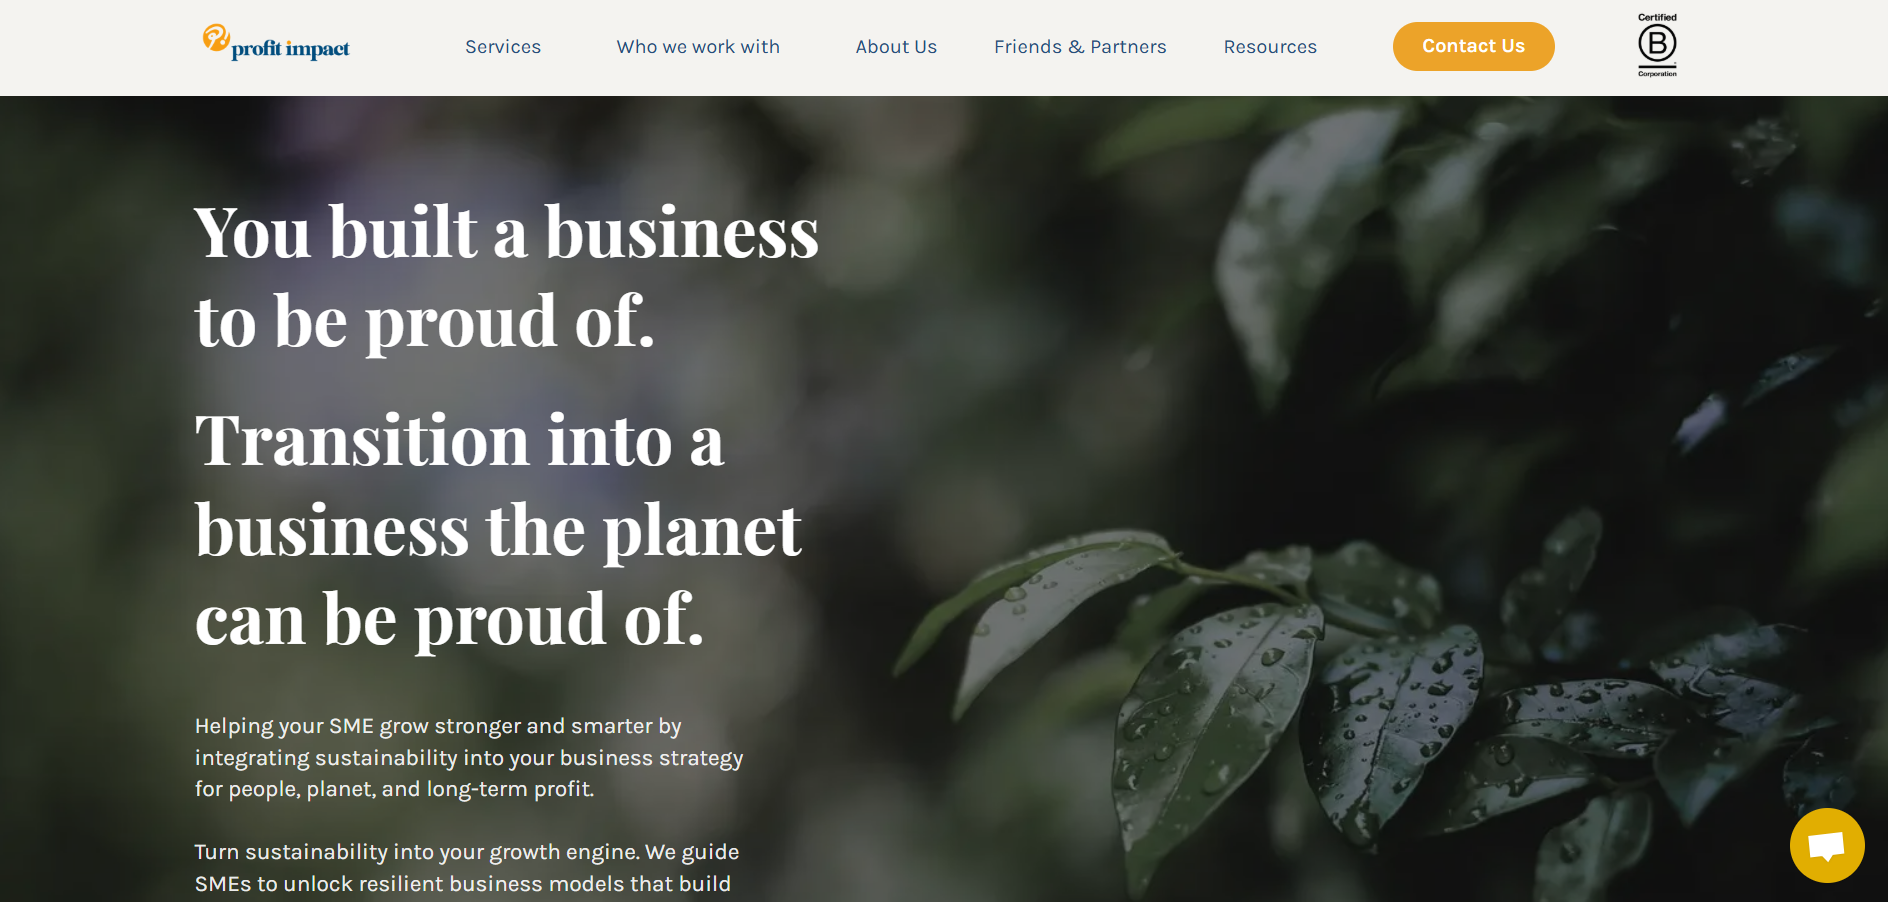 profit impact
Services
Who we work with
About Us
Friends & Partners
Resources
Contact Us
Certified
B
Corporation
You built a business
to be proud of.
Transition into a
business the planet
can be proud of.
Helping your SME grow stronger and smarter by
integrating sustainability into your business strategy
for people, planet, and long-term profit.
Turn sustainability into your growth engine. We guide
SMEs to unlock resilient business models that build